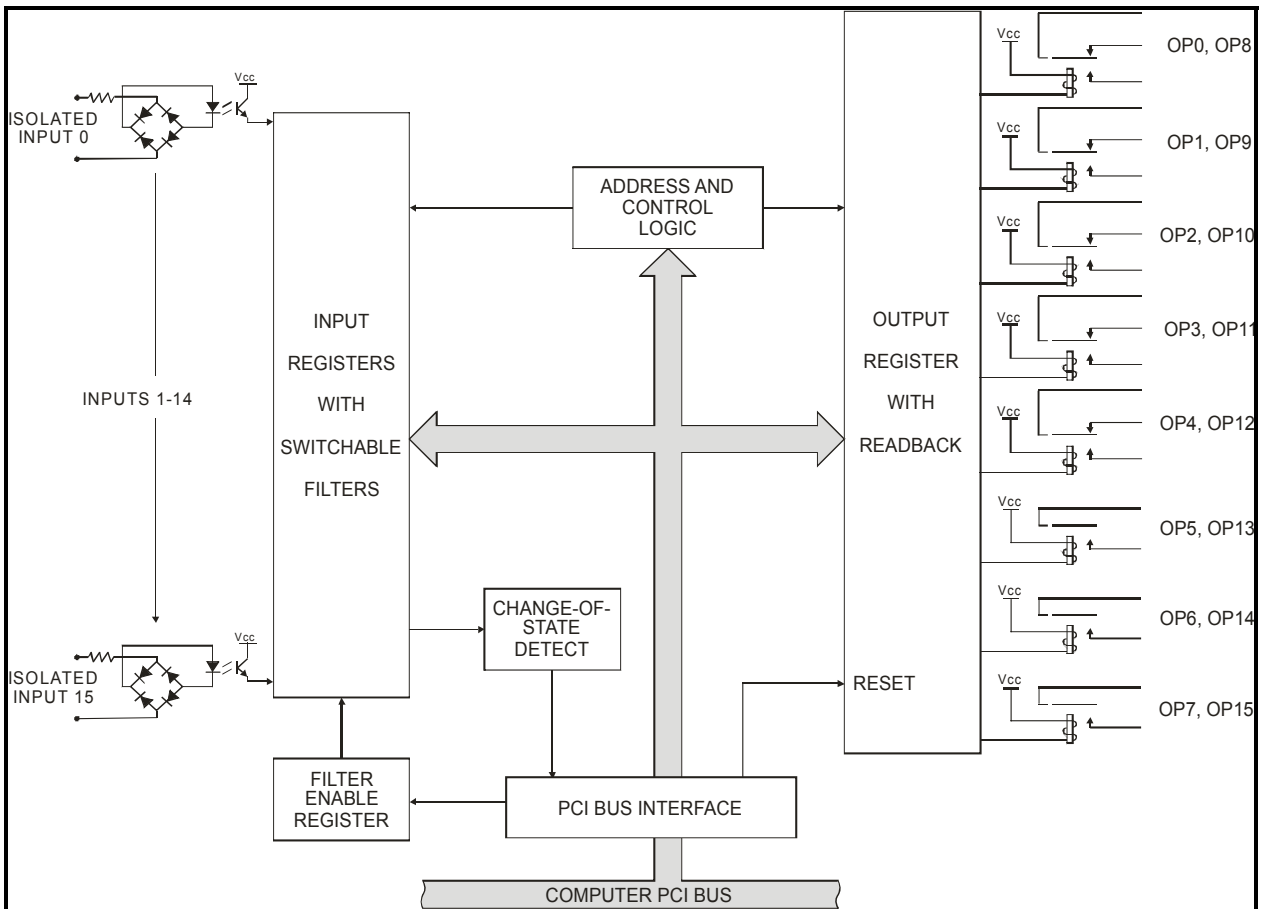 Vcc
ISOLATED
INPUT 0
INPUTS 1-14
Vcc
ISOLATED
INPUT 15
INPUT
REGISTERS
WITH
SWITCHABLE
FILTERS
FILTER
ENABLE
REGISTER
ADDRESS AND
CONTROL
LOGIC
CHANGE-OF-
STATE
DETECT
PCI BUS INTERFACE
COMPUTER PCI BUS
OUTPUT
REGISTER
WITH
READBACK
RESET
Vcc
OP0, OP8
Vcc
OP1, OP9
Vcc
OP2, OP10
Vcc
OP3, OP11
Vcc
OP4, OP12
Vcc
OP5, OP13
Vcc
OP6, OP14
Vcc
OP7, OP15